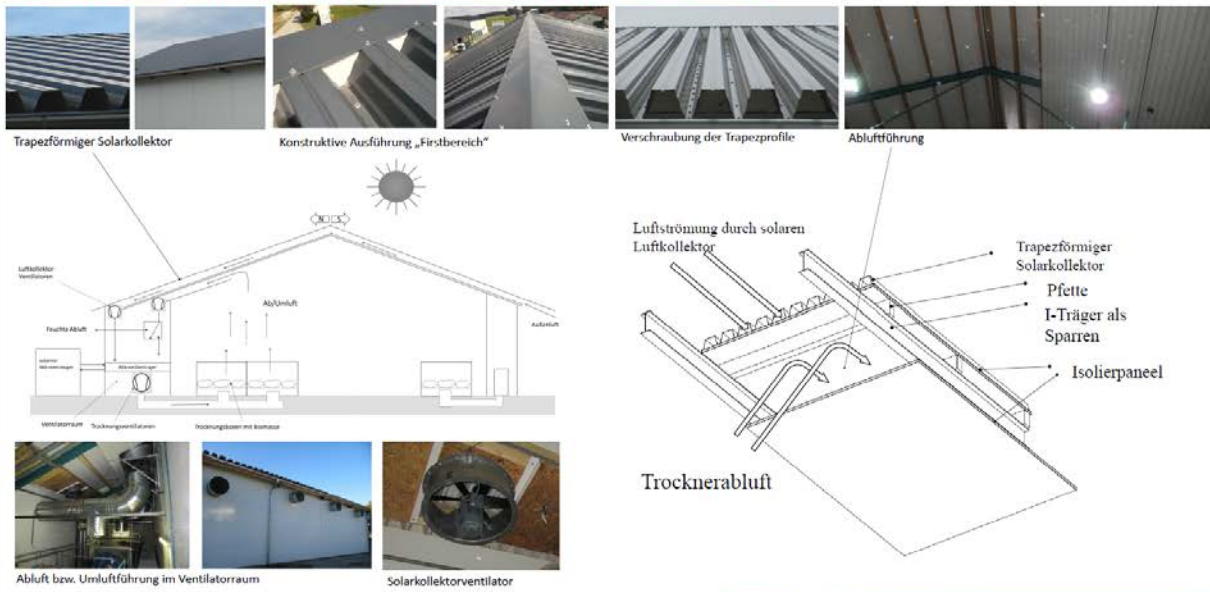 Trapezförmiger Solarkollektor
Konstruktive Ausführung „Firstbereich"
Verschraubung der Trapezprofile
Abluftführung
N S
Luftkollektor
Ventilatoren
Ab/Umluft
Außenluft
Feuchte Abluft
Wärmeerzeuger
Wärmeüberträger
Ventilatorraum
Trocknungsventilatoren
Trocknungsboxen mit Biomasse
Luftströmung durch solaren
Luftkollektor
Trapezförmiger
Solarkollektor
Pfette
I-Träger als
Sparren
Isolierpaneel
Trocknerabluft
Abluft bzw. Umluftführung im Ventilatorraum
Solarkollektorventilator